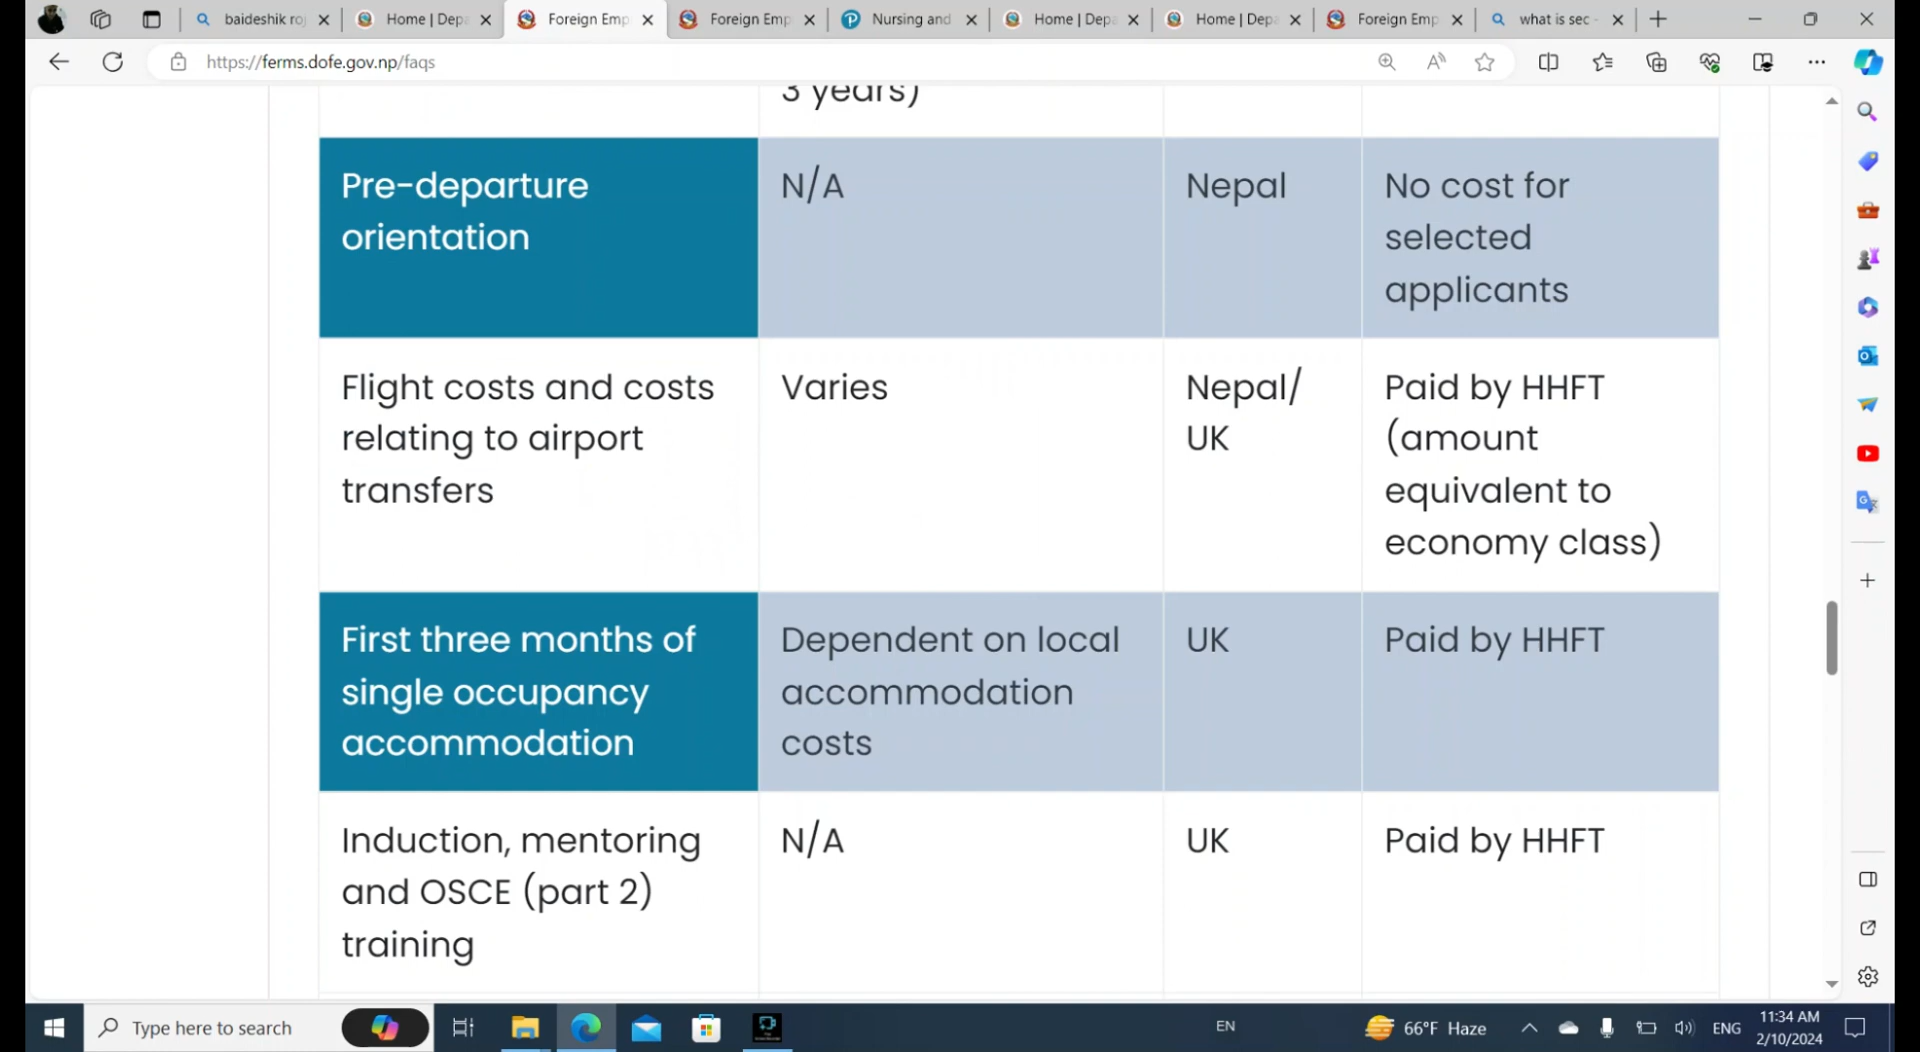 baideshik roj
Home | Depa
Foreign Emp
Foreign Emp
Nursing and
Home | Depa
Home | Depa
Foreign Emp
what is sec -
https://ferms.dofe.gov.np/faqs
3 years)
Pre-departure
orientation
N/A
Nepal
No cost for
selected
applicants
Flight costs and costs
relating to airport
transfers
Varies
Nepal/
UK
Paid by HHFT
(amount
equivalent to
economy class)
First three months of
single occupancy
accommodation
Dependent on local
accommodation
costs
UK
Paid by HHFT
Induction, mentoring
and OSCE (part 2)
training
N/A
UK
Paid by HHFT
Type here to search
EN
66°F Haze
ENG
11:34 AM
2/10/2024